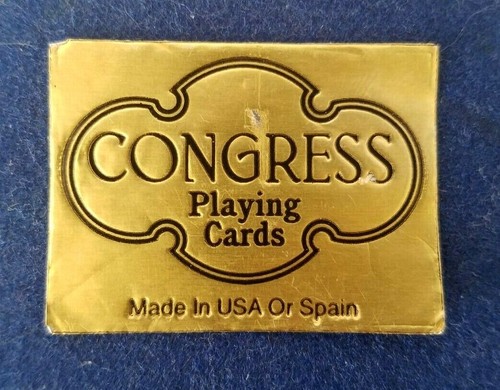 CONGRESS
Playing
Cards
Made In USA Or Spain